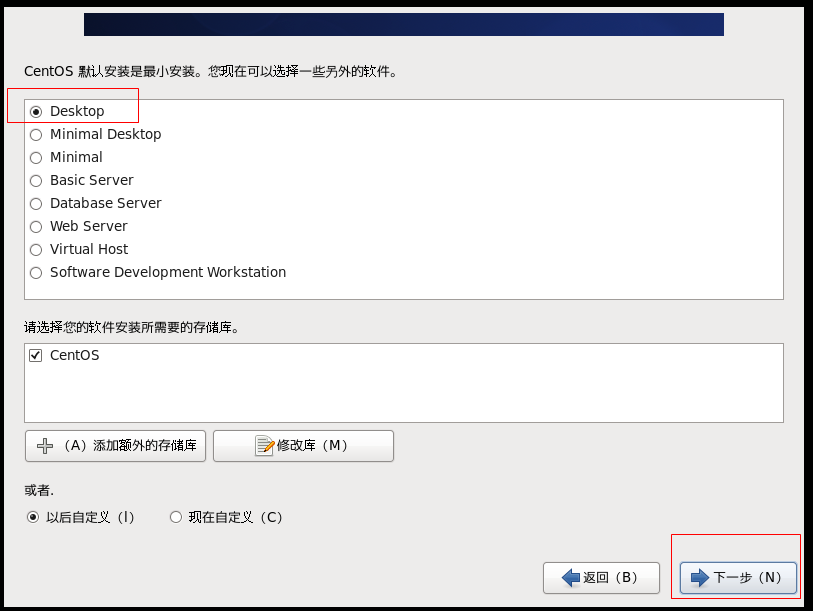 CentOS 默认安装是最小安装。您现在可以选择一些另外的软件。
Desktop
Minimal Desktop
Minimal
Basic Server
Database Server
Web Server
Virtual Host
Software Development Workstation
请选择您的软件安装所需要的存储库。
CentOS
（A）添加额外的存储库 修改库（M）
或者.
以后自定义（l） 现在自定义（C）
返回（B） 下一步（N）